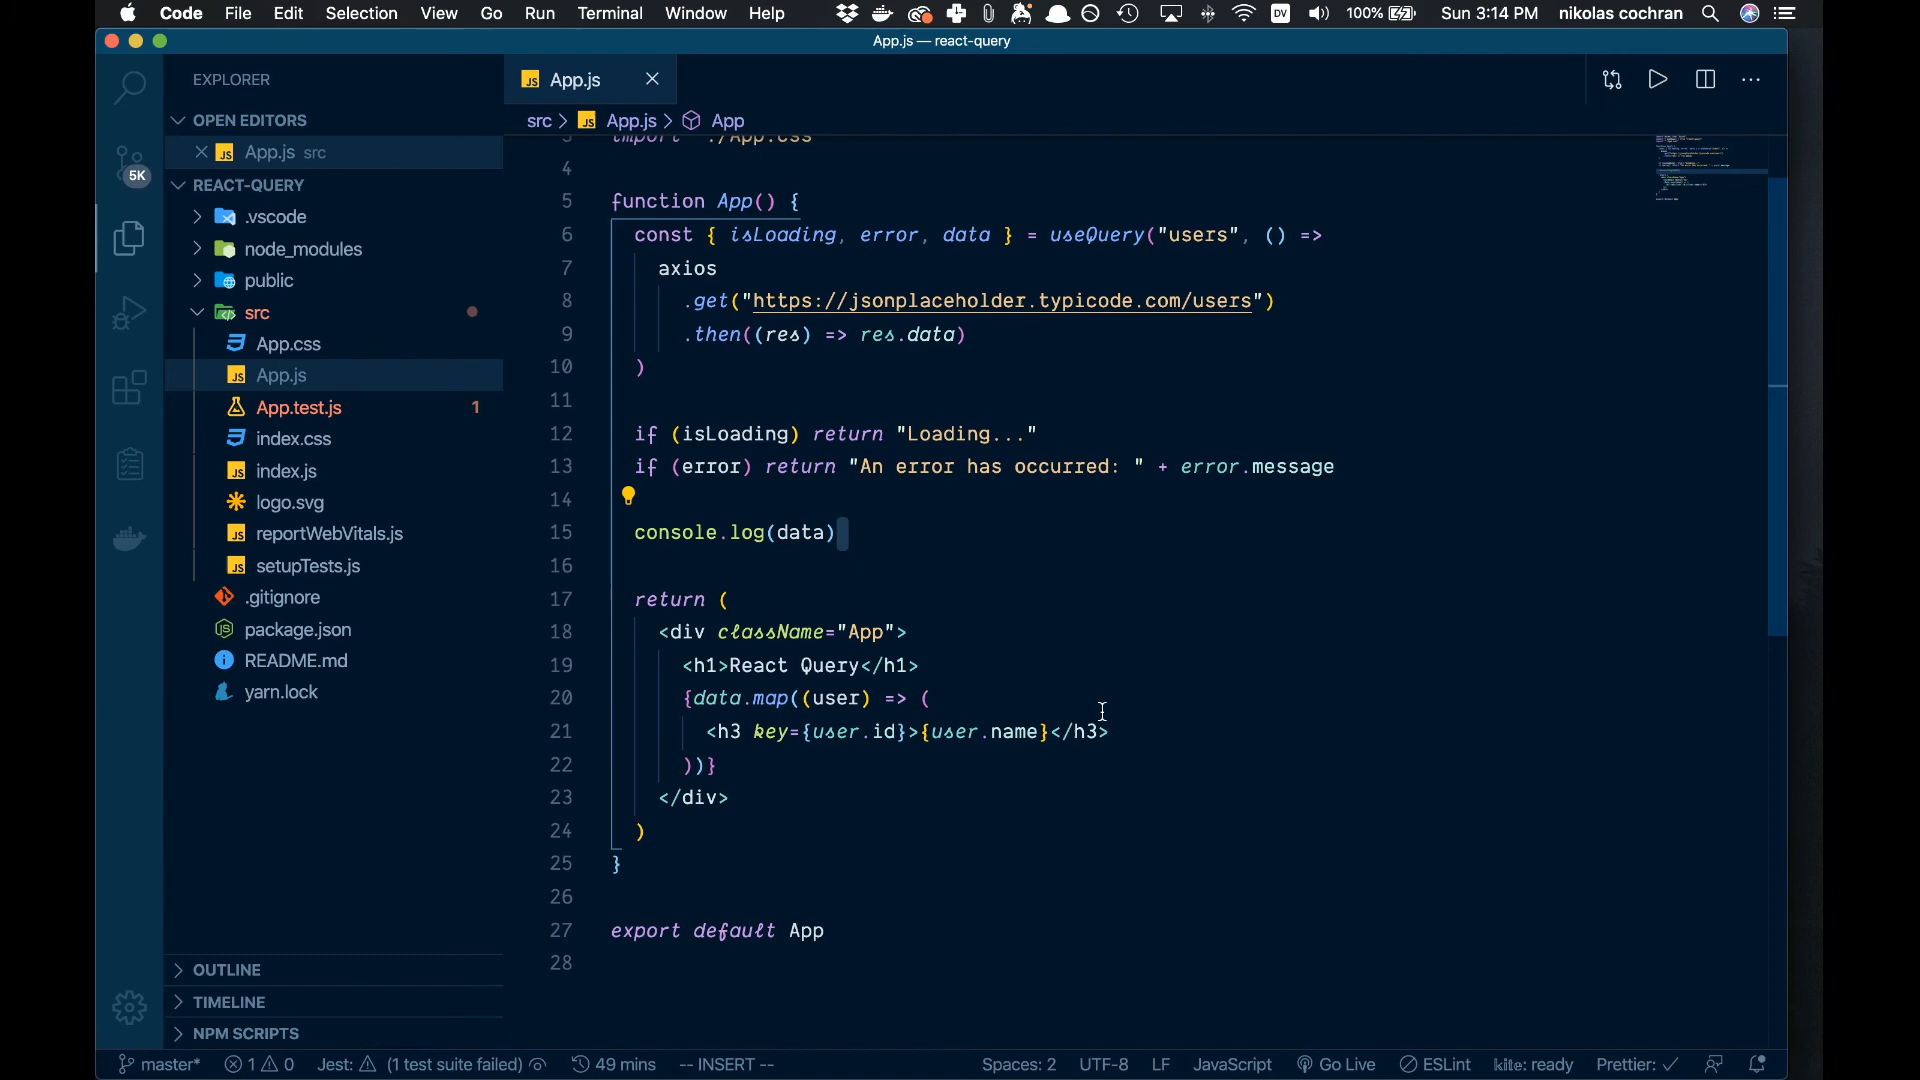 Code File Edit Selection View Go Run Terminal Window Help DV 100% Sun 3:14 PM nikolas cochran
App.js — react-query
EXPLORER
OPEN EDITORS
App.js src
REACT-QUERY
.vscode
node_modules
public
src
App.css
App.js
App.test.js 1
index.css
index.js
logo.svg
reportWebVitals.js
setupTests.js
.gitignore
package.json
README.md
yarn.lock
OUTLINE
TIMELINE
NPM SCRIPTS
5K
JS App.js
src > JS App.js > App
3 import "./App.css"
4
5 function App() {
6 const { isLoading, error, data } = useQuery("users", () =>
7 axios
8 .get("https://jsonplaceholder.typicode.com/users")
9 .then((res) => res.data)
10 )
11
12 if (isLoading) return "Loading..."
13 if (error) return "An error has occurred: " + error.message
14
15 console.log(data)
16
17 return (
18 <div className="App">
19 <h1>React Query</h1>
20 {data.map((user) => (
21 <h3 key={user.id}>{user.name}</h3>
22 ))}
23 </div>
24 )
25 }
26
27 export default App
28
master* 1 0 Jest: (1 test suite failed) 49 mins -- INSERT -- Spaces: 2 UTF-8 LF JavaScript Go Live ESLint kite: ready Prettier: ✓